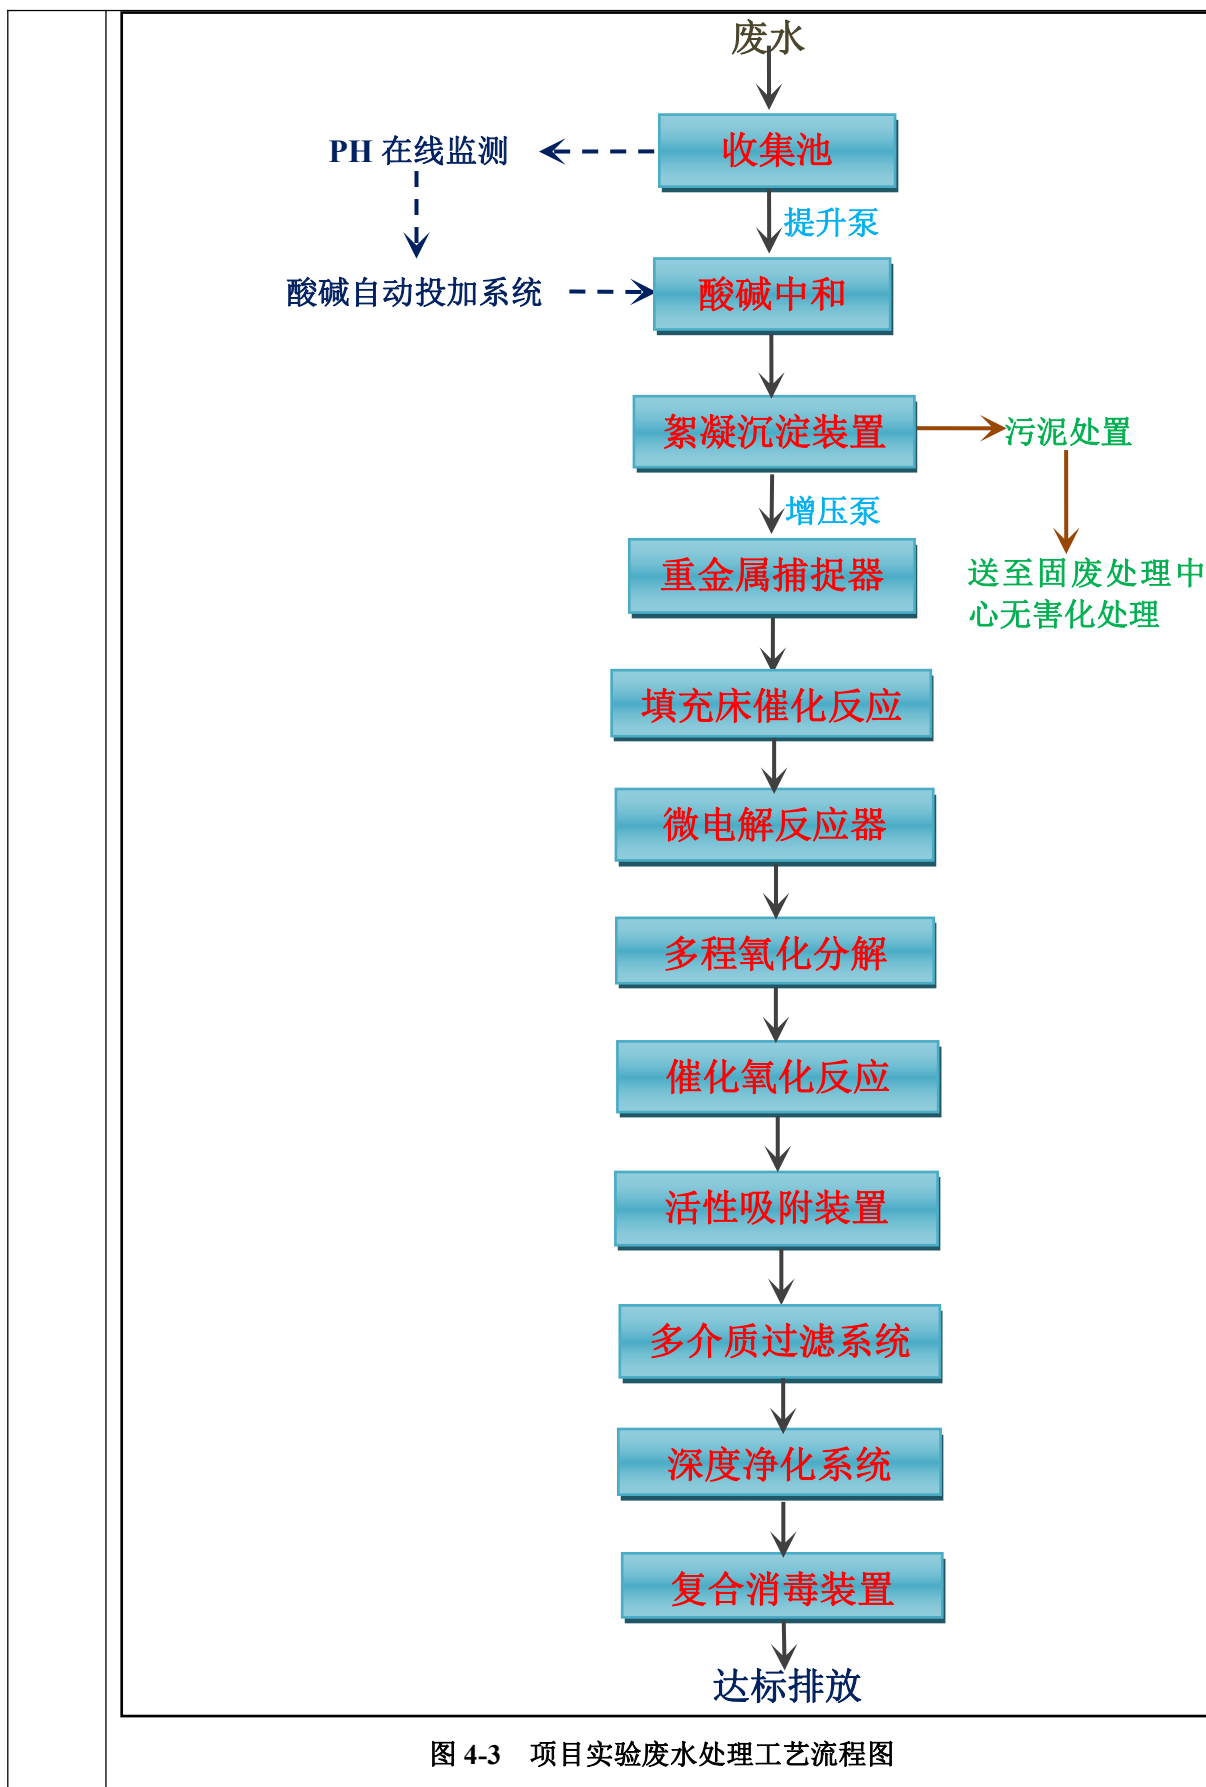 废水
收集池
PH 在线监测
提升泵
酸碱自动投加系统
酸碱中和
絮凝沉淀装置
污泥处置
增压泵
重金属捕捉器
送至固废处理中
心无害化处理
填充床催化反应
微电解反应器
多程氧化分解
催化氧化反应
活性吸附装置
多介质过滤系统
深度净化系统
复合消毒装置
达标排放
图 4-3 项目实验废水处理工艺流程图